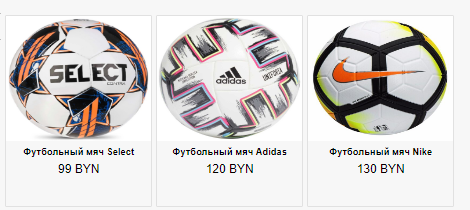 SELECT
adidas
Футбольный мяч Select
Футбольный мяч Adidas
Футбольный мяч Nike
99 BYN
120 BYN
130 BYN